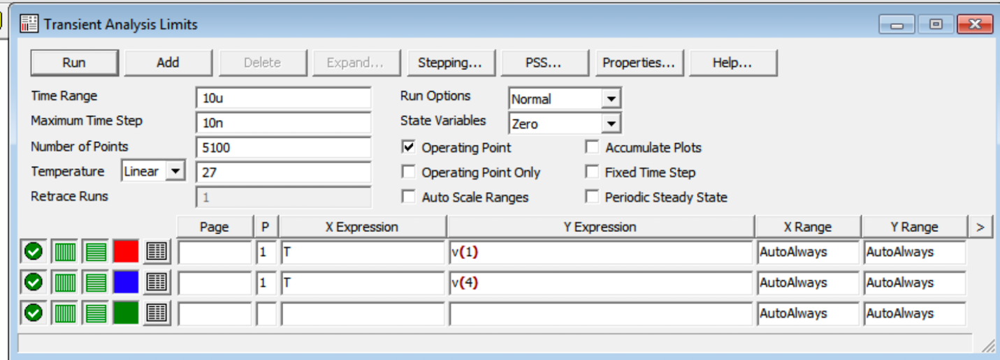 Transient Analysis Limits
Run Add Delete Expand... Stepping... PSS... Properties... Help...
Time Range 10u Run Options Normal
Maximum Time Step 10n State Variables Zero
Number of Points 5100 Operating Point Accumulate Plots
Temperature Linear 27 Operating Point Only Fixed Time Step
Retrace Runs 1 Auto Scale Ranges Periodic Steady State
Page P X Expression Y Expression X Range Y Range >
1 T v(1) AutoAlways AutoAlways
1 T v(4) AutoAlways AutoAlways
AutoAlways AutoAlways